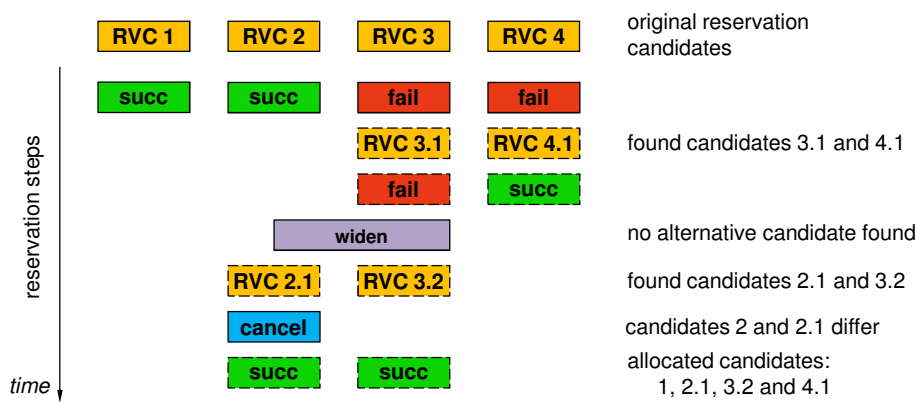 RVC 1 RVC 2 RVC 3 RVC 4 original reservation
candidates
succ succ fail fail
RVC 3.1 RVC 4.1 found candidates 3.1 and 4.1
fail succ
widen no alternative candidate found
RVC 2.1 RVC 3.2 found candidates 2.1 and 3.2
cancel candidates 2 and 2.1 differ
succ succ allocated candidates:
1, 2.1, 3.2 and 4.1
reservation steps
time